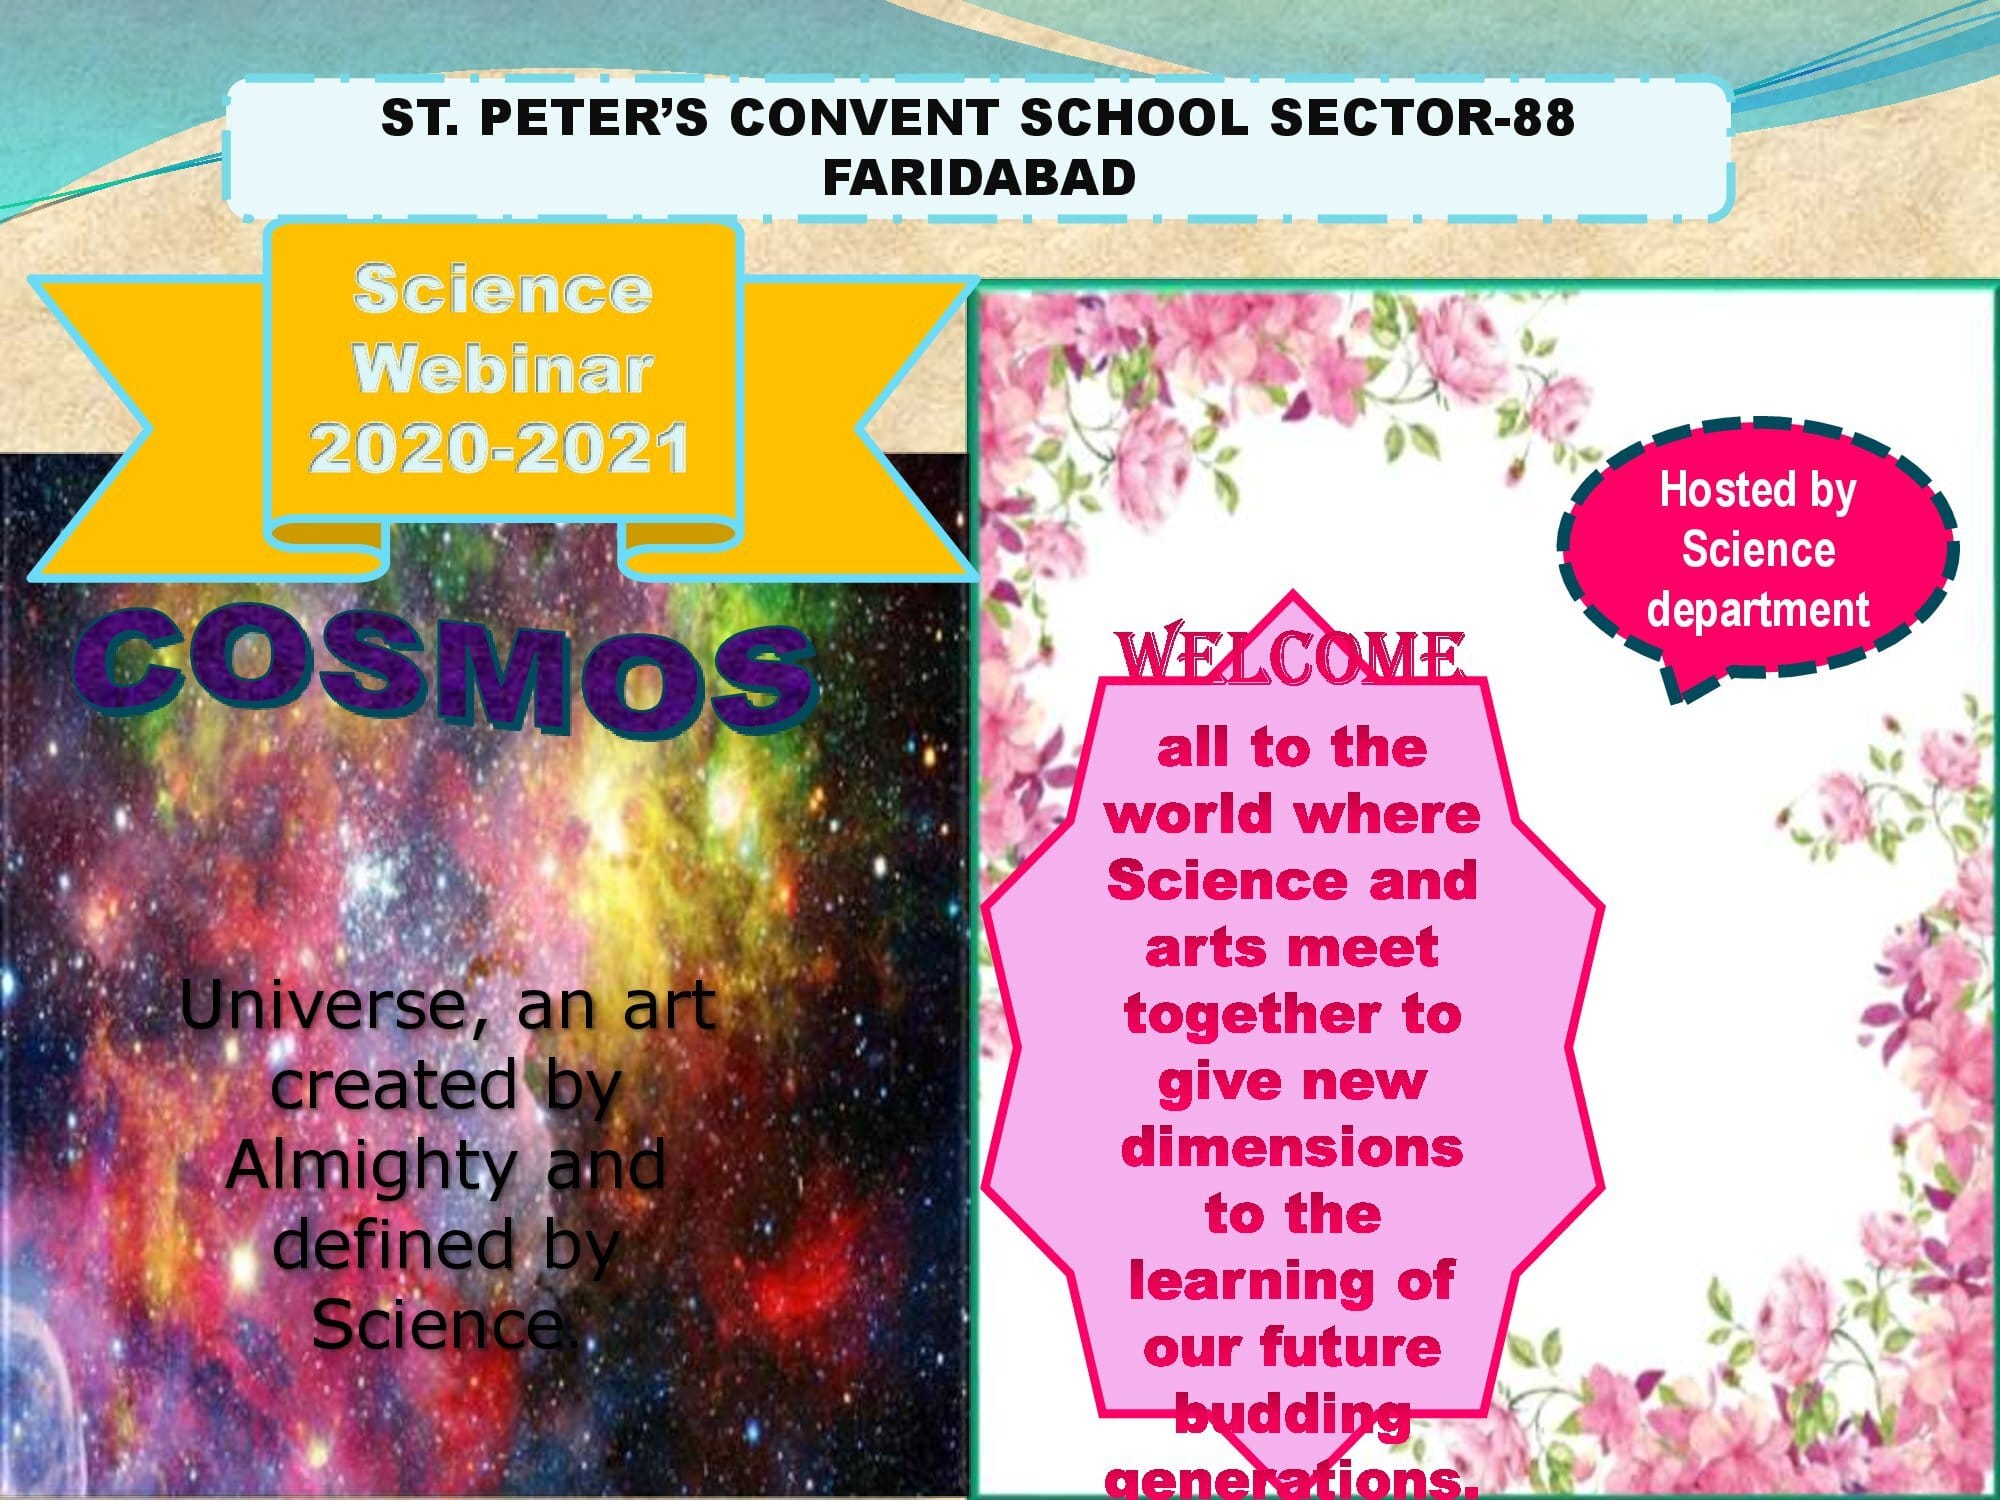 ST. PETER’S CONVENT SCHOOL SECTOR-88
FARIDABAD
Science
Webinar
2020-2021
COSMOS
Universe, an art
created by
Almighty and
defined by
Science.
Hosted by
Science
department
WELCOME
all to the
world where
Science and
arts meet
together to
give new
dimensions
to the
learning of
our future
budding
generations.